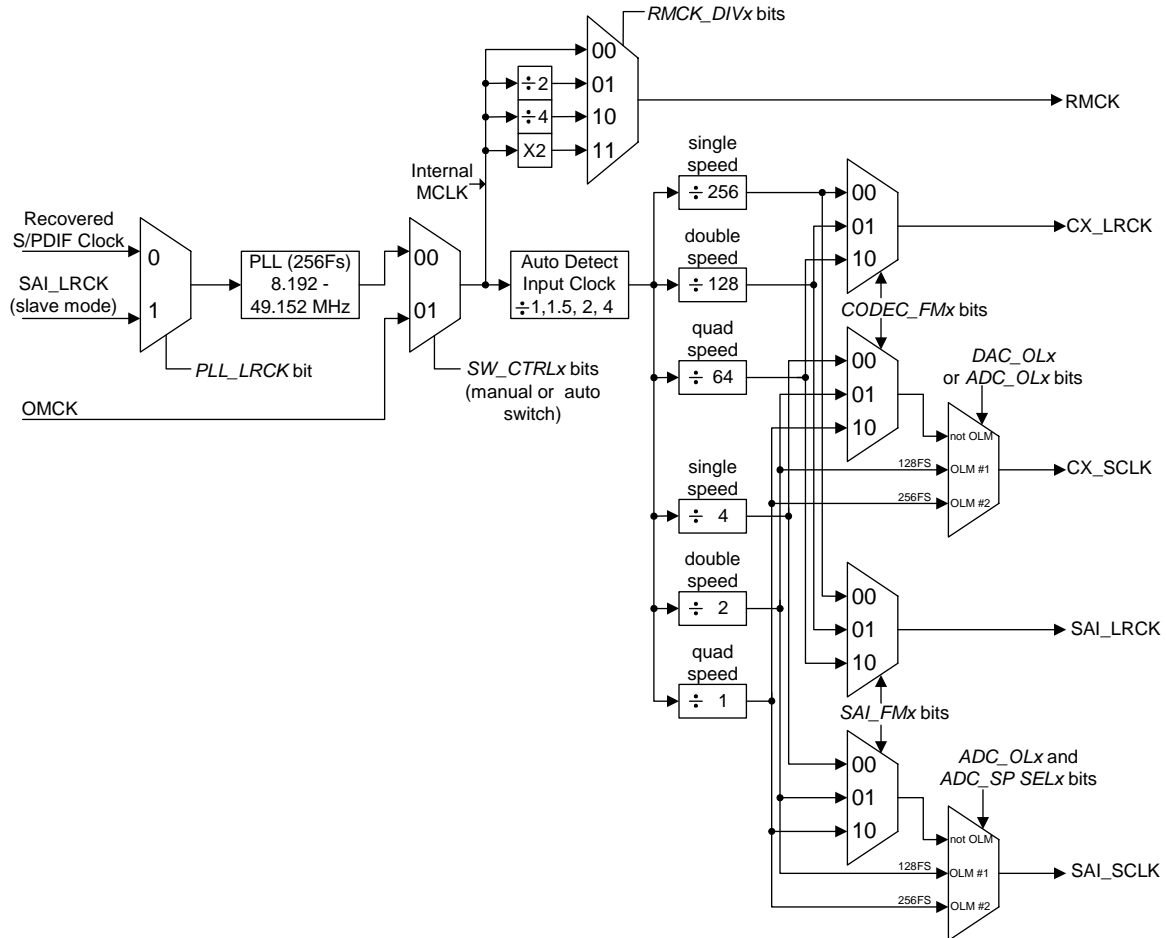 RMCK_DIVx bits
00
÷2
01
÷4
10
X2
11
RMCK
Internal
MCLK
Recovered
S/PDIF Clock
SAI_LRCK
(slave mode)
0
1
PLL_LRCK bit
PLL (256Fs)
8.192 -
49.152 MHz
OMCK
00
01
SW_CTRLx bits
(manual or auto
switch)
Auto Detect
Input Clock
÷1,1.5, 2, 4
single
speed
÷ 256
double
speed
÷ 128
quad
speed
÷ 64
single
speed
÷ 4
double
speed
÷ 2
quad
speed
÷ 1
00
01
10
CX_LRCK
CODEC_FMx bits
00
01
10
DAC_OLx
or ADC_OLx bits
not OLM
128FS
OLM #1
256FS
OLM #2
CX_SCLK
00
01
10
SAI_LRCK
SAI_FMx bits
00
01
10
ADC_OLx and
ADC_SP SELx bits
not OLM
128FS
OLM #1
256FS
OLM #2
SAI_SCLK